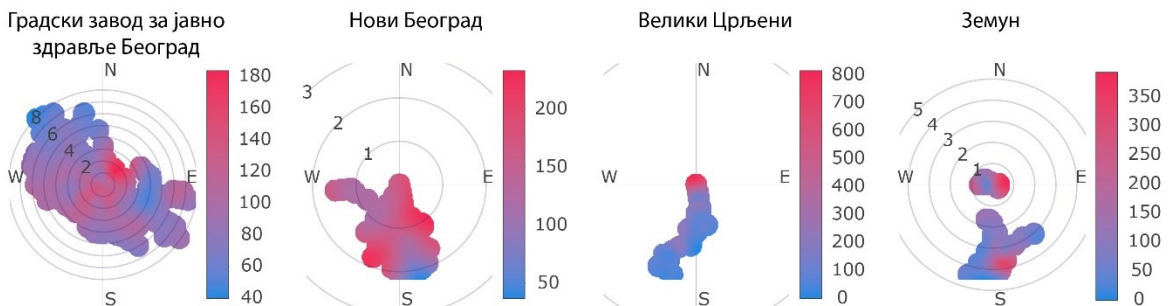 Градски завод за јавно
здравље Београд
N
W
E
S
8
6
4
2
180
160
140
120
100
80
60
40
Нови Београд
N
W
E
S
3
2
1
200
150
100
50
Велики Црљени
N
W
E
S
800
700
600
500
400
300
200
100
0
Земун
N
W
E
S
5
4
3
2
1
350
300
250
200
150
100
50
0